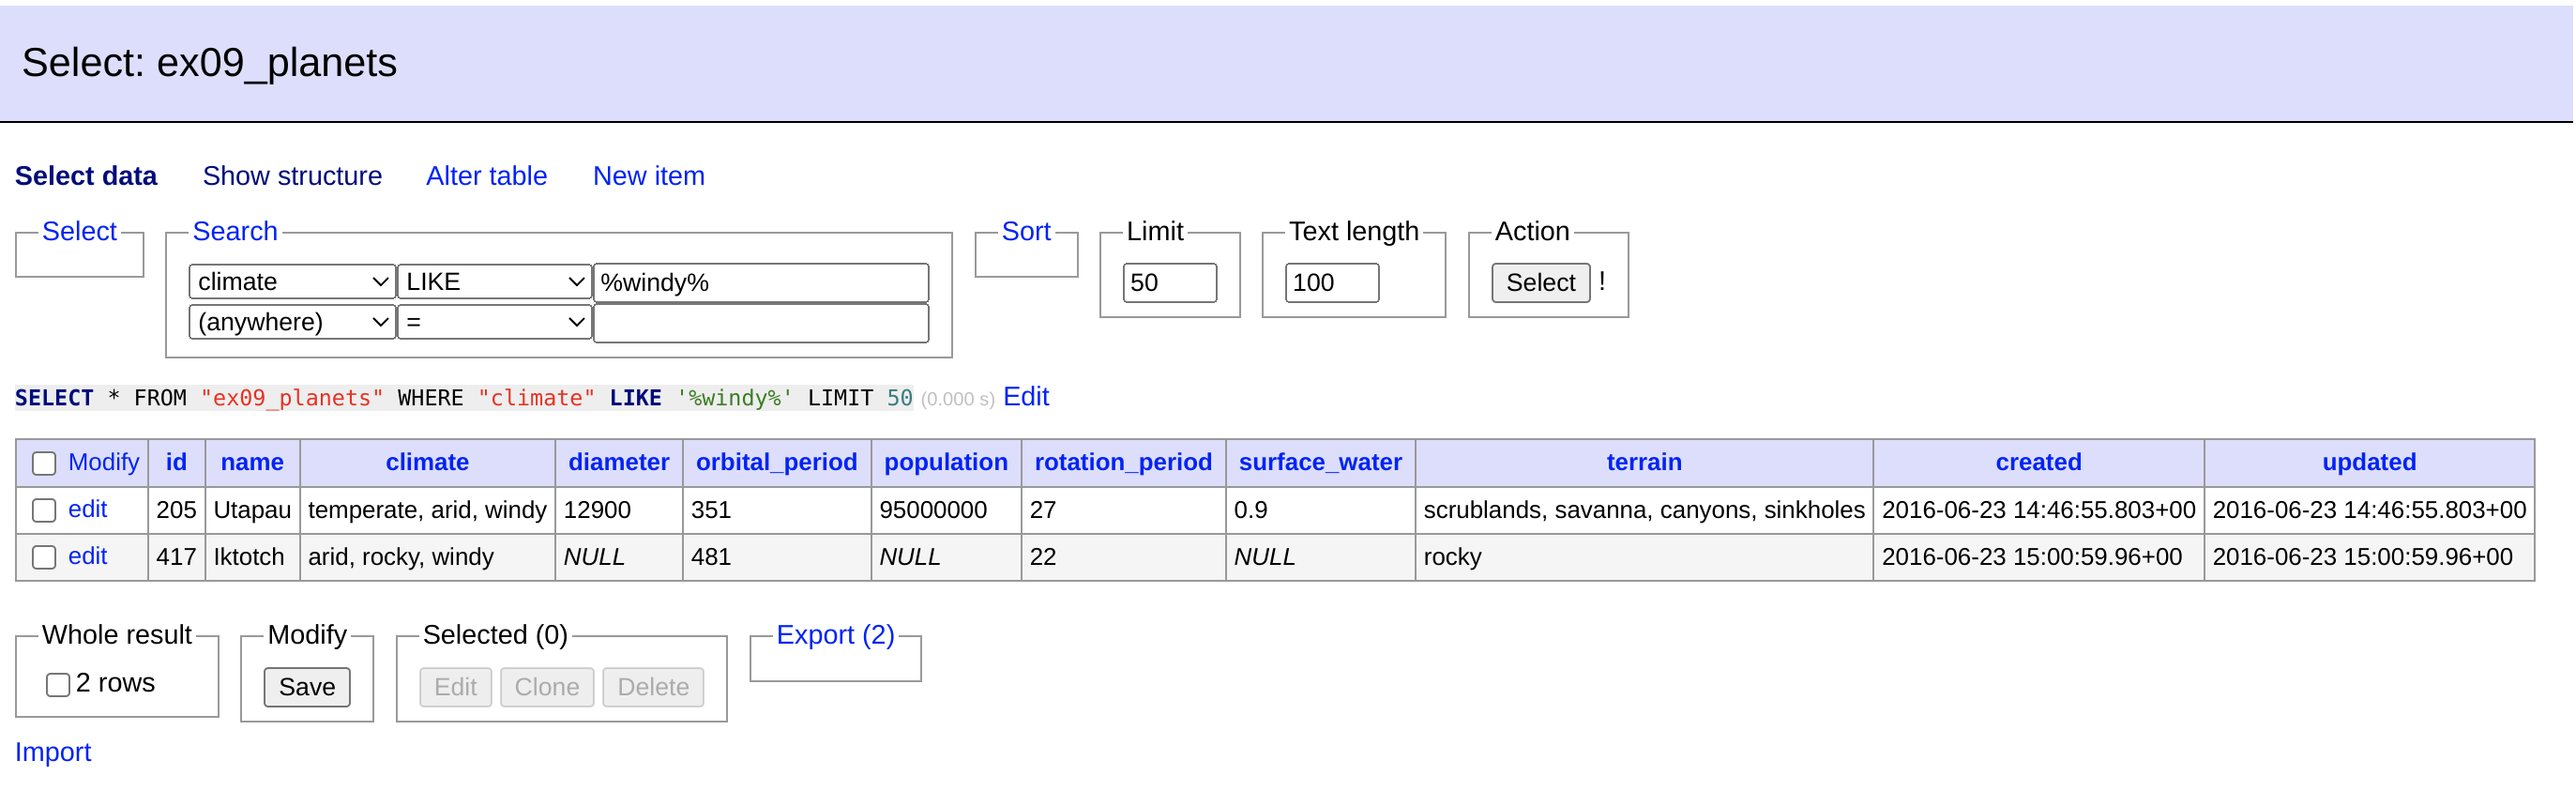 Select: ex09_planets
Select data Show structure Alter table New item
Select Search Sort Limit Text length Action
climate LIKE %windy% 50 100 Select !
(anywhere) =
SELECT * FROM "ex09_planets" WHERE "climate" LIKE '%windy%' LIMIT 50 (0.000 s) Edit
Modify id name climate diameter orbital_period population rotation_period surface_water terrain created updated
edit 205 Utapau temperate, arid, windy 12900 351 95000000 27 0.9 scrublands, savanna, canyons, sinkholes 2016-06-23 14:46:55.803+00 2016-06-23 14:46:55.803+00
edit 417 Iktotch arid, rocky, windy NULL 481 NULL 22 NULL rocky 2016-06-23 15:00:59.96+00 2016-06-23 15:00:59.96+00
Whole result Modify Selected (0) Export (2)
2 rows Save Edit Clone Delete
Import